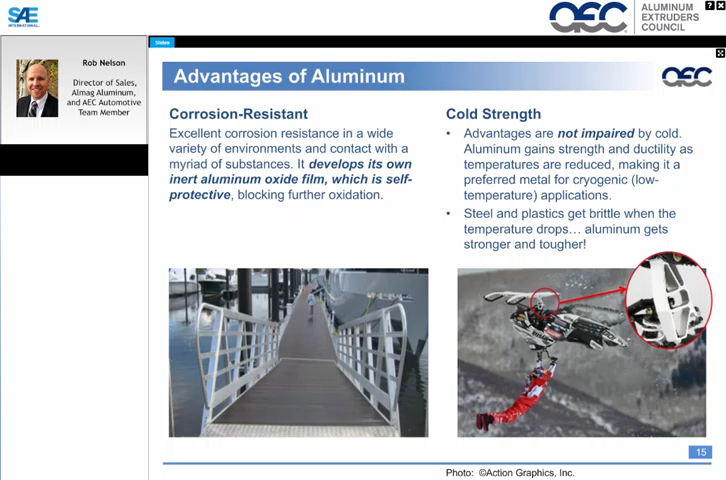 SAE
INTERNATIONAL
AEC
ALUMINUM
EXTRUDERS
COUNCIL
? x
Slides
Rob Nelson
Director of Sales,
Almag Aluminum,
and AEC Automotive
Team Member
Advantages of Aluminum
AEC
Corrosion-Resistant
Excellent corrosion resistance in a wide
variety of environments and contact with a
myriad of substances. It develops its own
inert aluminum oxide film, which is self-
protective, blocking further oxidation.
Cold Strength
• Advantages are not impaired by cold.
Aluminum gains strength and ductility as
temperatures are reduced, making it a
preferred metal for cryogenic (low-
temperature) applications.
• Steel and plastics get brittle when the
temperature drops… aluminum gets
stronger and tougher!
15
Photo: ©Action Graphics, Inc.